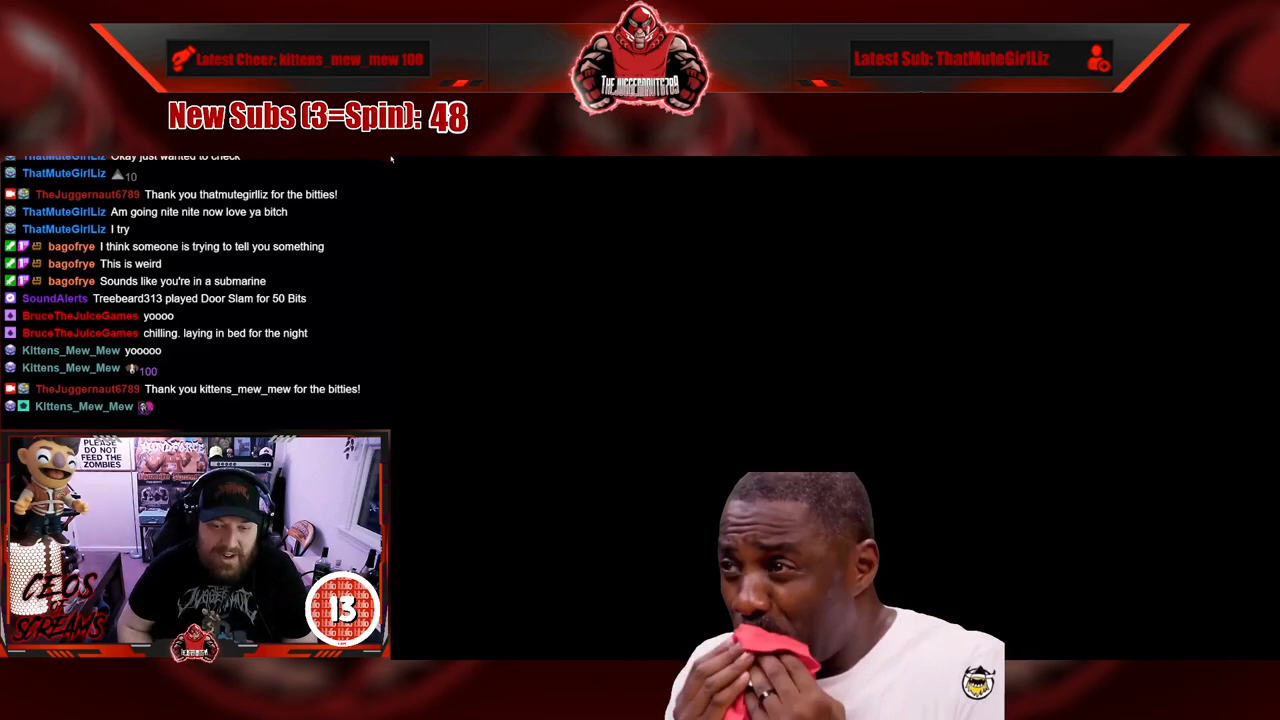 Latest Cheer: kittens_mew_mew 100
THEJUGGERNAUT6789
Latest Sub: ThatMuteGirlLiz
New Subs (3=Spin): 48
ThatMuteGirlLiz Okay just wanted to check
ThatMuteGirlLiz 10
TheJuggernaut6789 Thank you thatmutegirlliz for the bitties!
ThatMuteGirlLiz Am going nite nite now love ya bitch
ThatMuteGirlLiz I try
bagofrye I think someone is trying to tell you something
bagofrye This is weird
bagofrye Sounds like you're in a submarine
SoundAlerts Treebeard313 played Door Slam for 50 Bits
BruceTheJuiceGames yoooo
BruceTheJuiceGames chilling. laying in bed for the night
Kittens_Mew_Mew yooooo
Kittens_Mew_Mew 100
TheJuggernaut6789 Thank you kittens_mew_mew for the bitties!
Kittens_Mew_Mew
PLEASE
DO NOT
FEED THE
ZOMBIES
CEOS
OF
SCREAMS
13